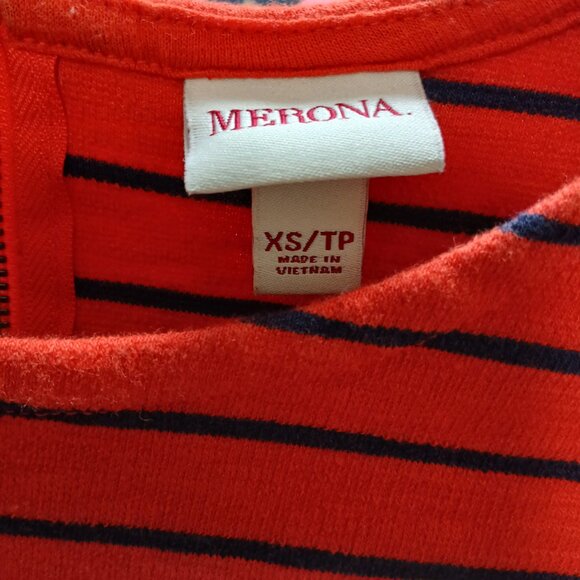 MERONA.
XS/TP
MADE IN
VIETNAM